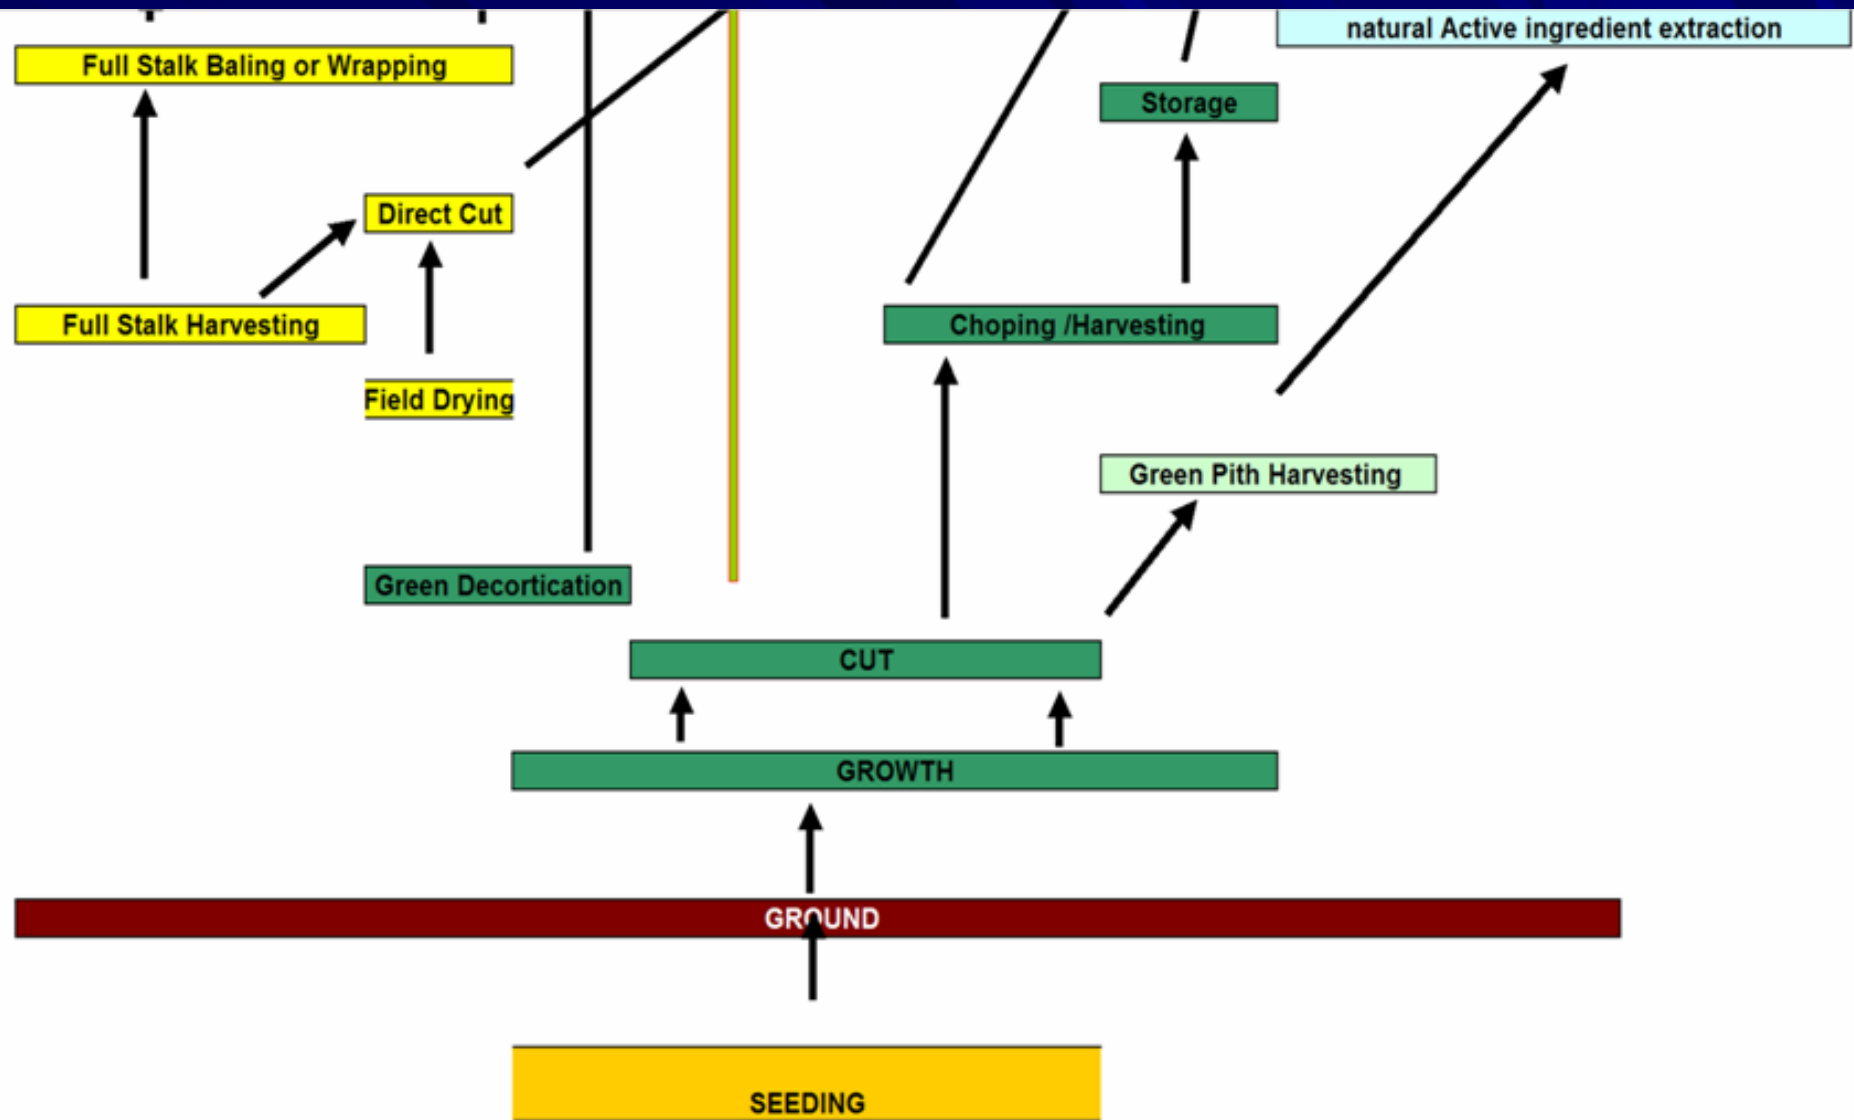 natural Active ingredient extraction
Full Stalk Baling or Wrapping
Storage
Direct Cut
Full Stalk Harvesting
Choping /Harvesting
Field Drying
Green Pith Harvesting
Green Decortication
CUT
GROWTH
GROUND
SEEDING